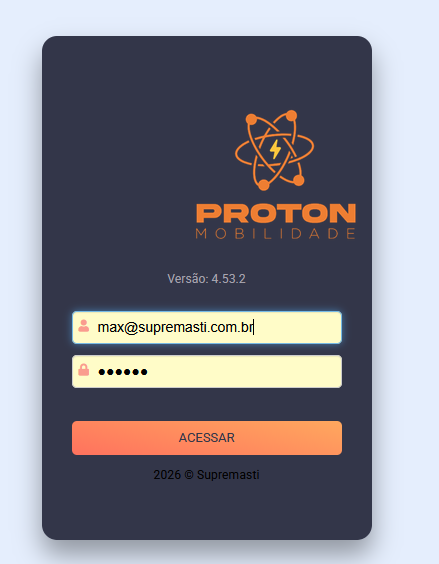 PROTON
MOBILIDADE
Versão: 4.53.2
max@supremasti.com.br
●●●●●●
ACESSAR
2026 © Supremasti